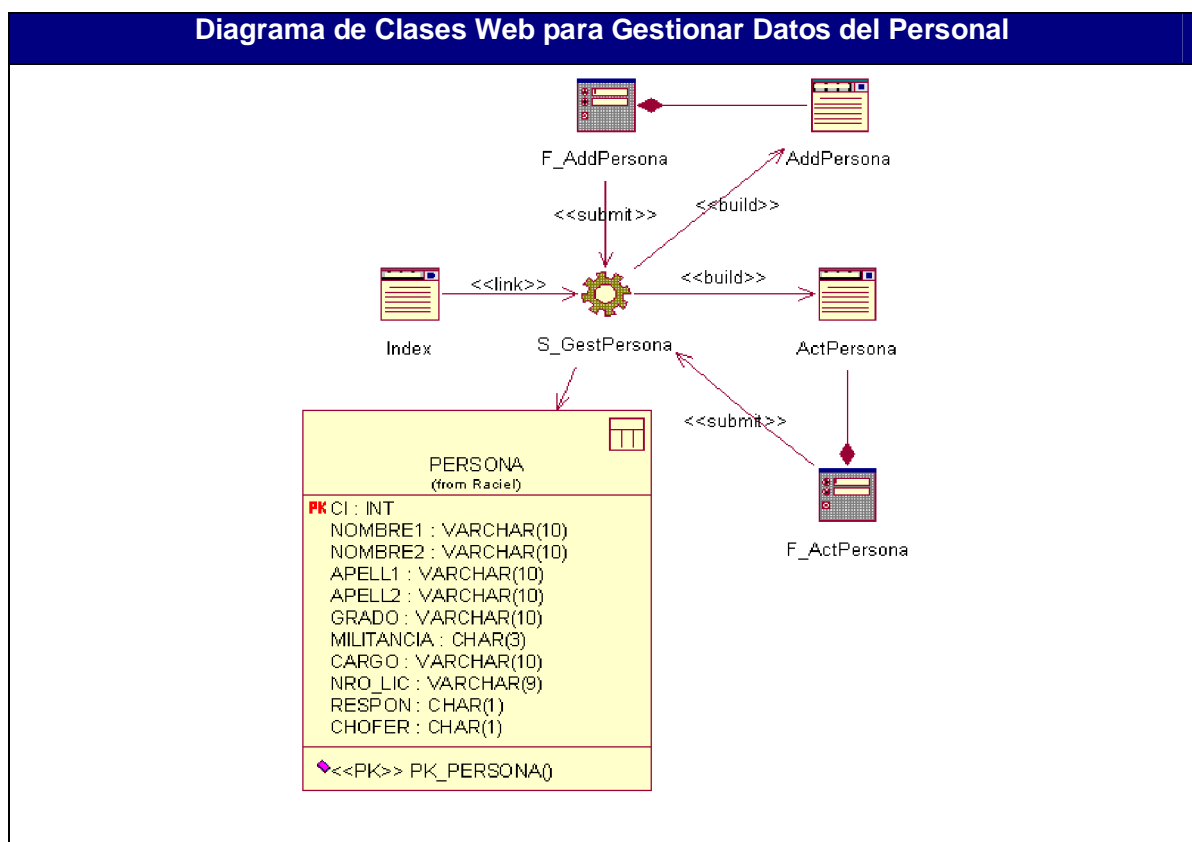 Diagrama de Clases Web para Gestionar Datos del Personal
F_AddPersona
AddPersona
<<submit>>
<<build>>
<<link>>
<<build>>
Index
S_GestPersona
ActPersona
<<submit>>
PERSONA
(from Raciel)
PK CI : INT
NOMBRE1 : VARCHAR(10)
NOMBRE2 : VARCHAR(10)
APELL1 : VARCHAR(10)
APELL2 : VARCHAR(10)
GRADO : VARCHAR(10)
MILITANCIA : CHAR(3)
CARGO : VARCHAR(10)
NRO_LIC : VARCHAR(9)
RESPON : CHAR(1)
CHOFER : CHAR(1)
<<PK>> PK_PERSONA()
F_ActPersona